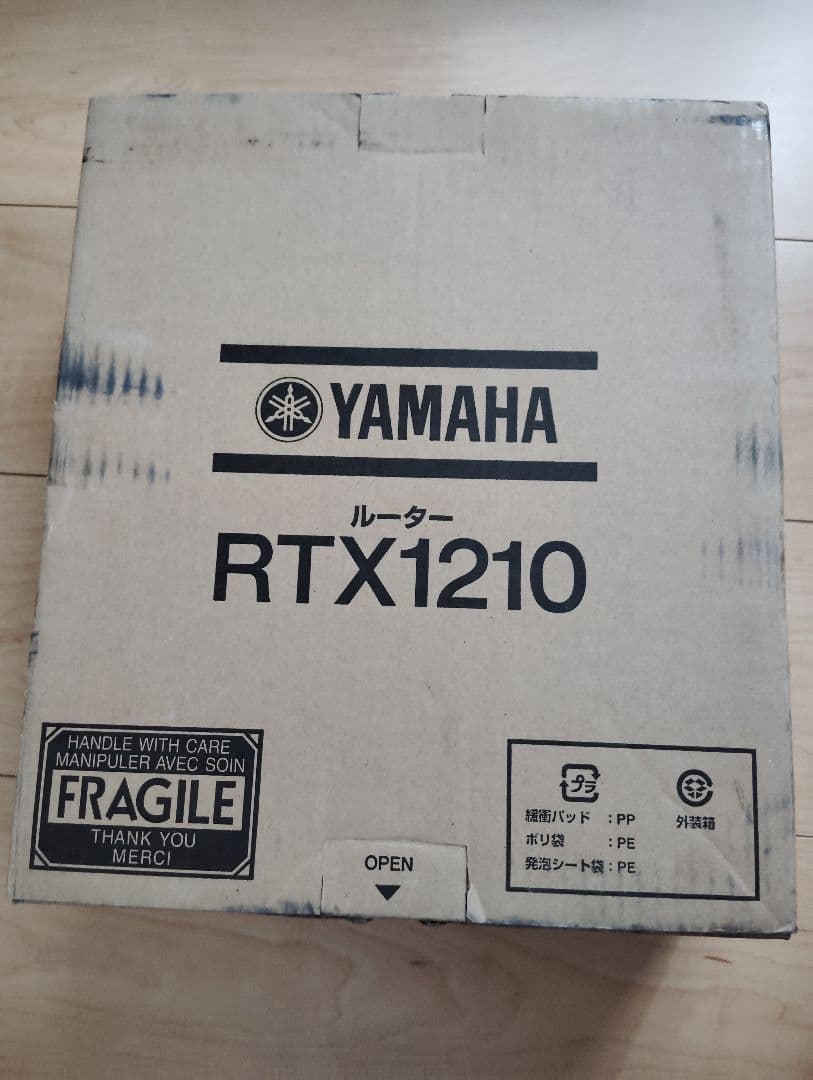 YAMAHA
ルーター
RTX1210
HANDLE WITH CARE
MANIPULER AVEC SOIN
FRAGILE
THANK YOU
MERCI
OPEN
プラ
緩衝パッド :PP
ポリ袋 :PE
発泡シート袋:PE
外装箱